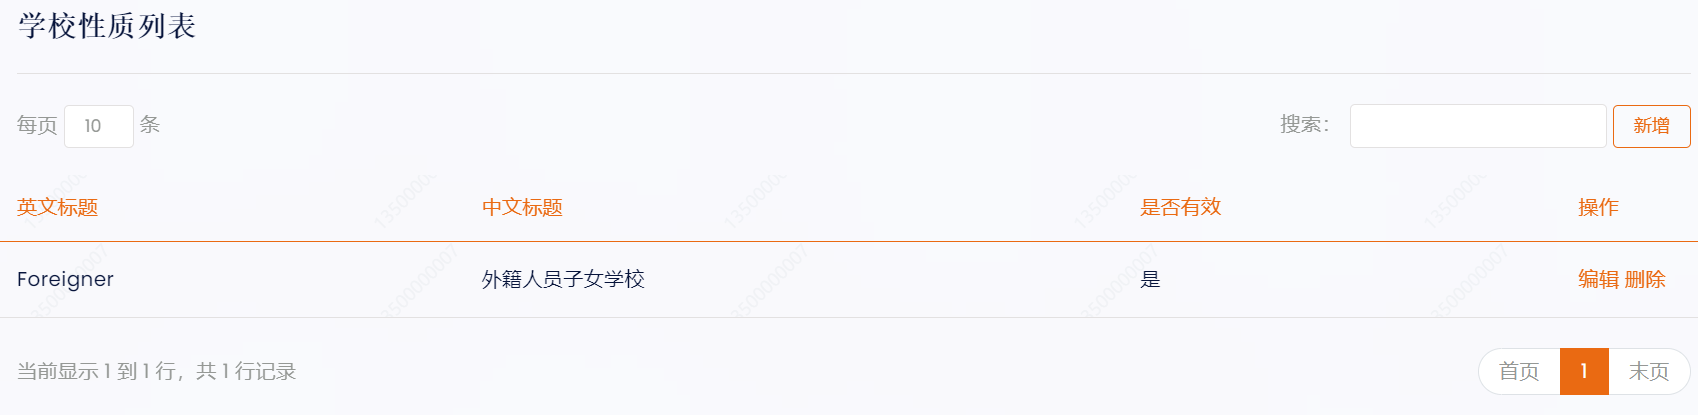 学校性质列表
每页 10 条 搜索： 新增
英文标题 中文标题 是否有效 操作
Foreigner 外籍人员子女学校 是 编辑 删除
当前显示 1 到 1 行，共 1 行记录 首页 1 末页